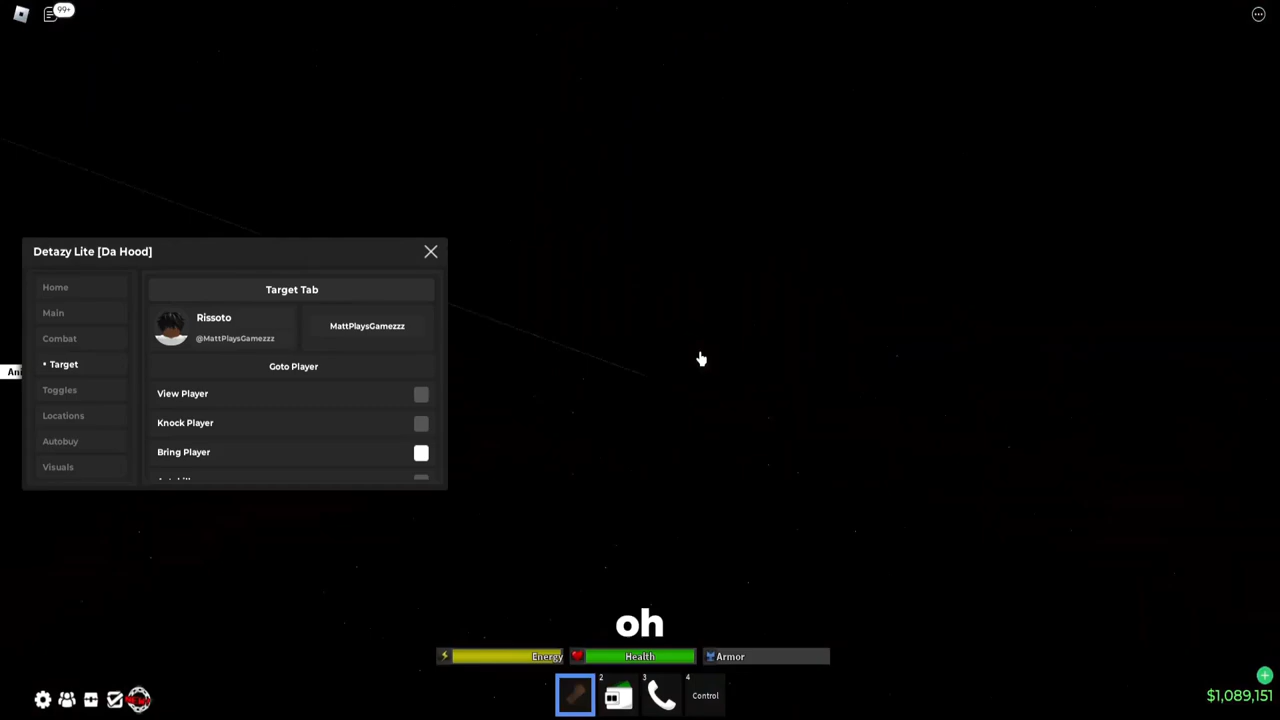 99+
Detazy Lite [Da Hood]
Home
Main
Combat
• Target
Toggles
Locations
Autobuy
Visuals
Target Tab
Rissoto
@MattPlaysGamezzz
MattPlaysGamezzz
Goto Player
View Player
Knock Player
Bring Player
Ani
oh
Energy
Health
Armor
2
3
4
Control
$1,089,151